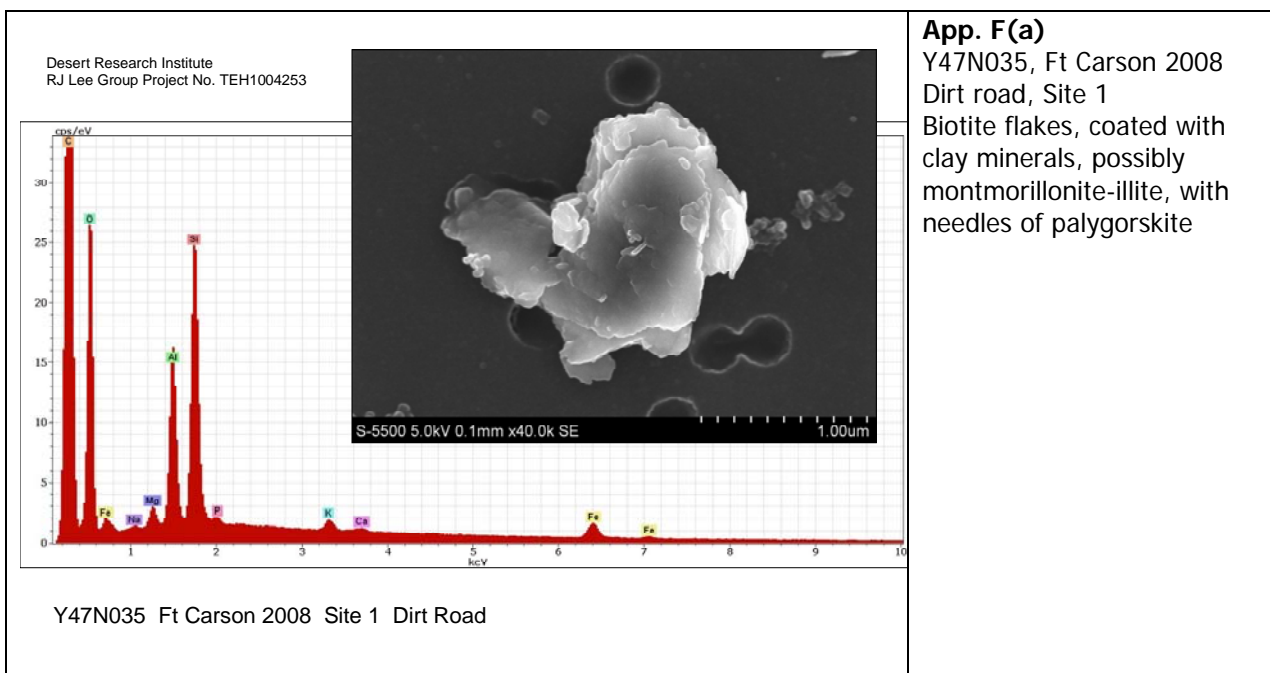 Desert Research Institute
RJ Lee Group Project No. TEH1004253
cps/eV
C
O
Si
Al
Fe
Na
Mg
P
K
Ca
Fe
Fe
30
25
20
15
10
5
0
1
2
3
4
5
6
7
8
9
10
keV
S-5500 5.0kV 0.1mm x40.0k SE
1.00um
Y47N035 Ft Carson 2008 Site 1 Dirt Road
App. F(a)
Y47N035, Ft Carson 2008
Dirt road, Site 1
Biotite flakes, coated with
clay minerals, possibly
montmorillonite-illite, with
needles of palygorskite